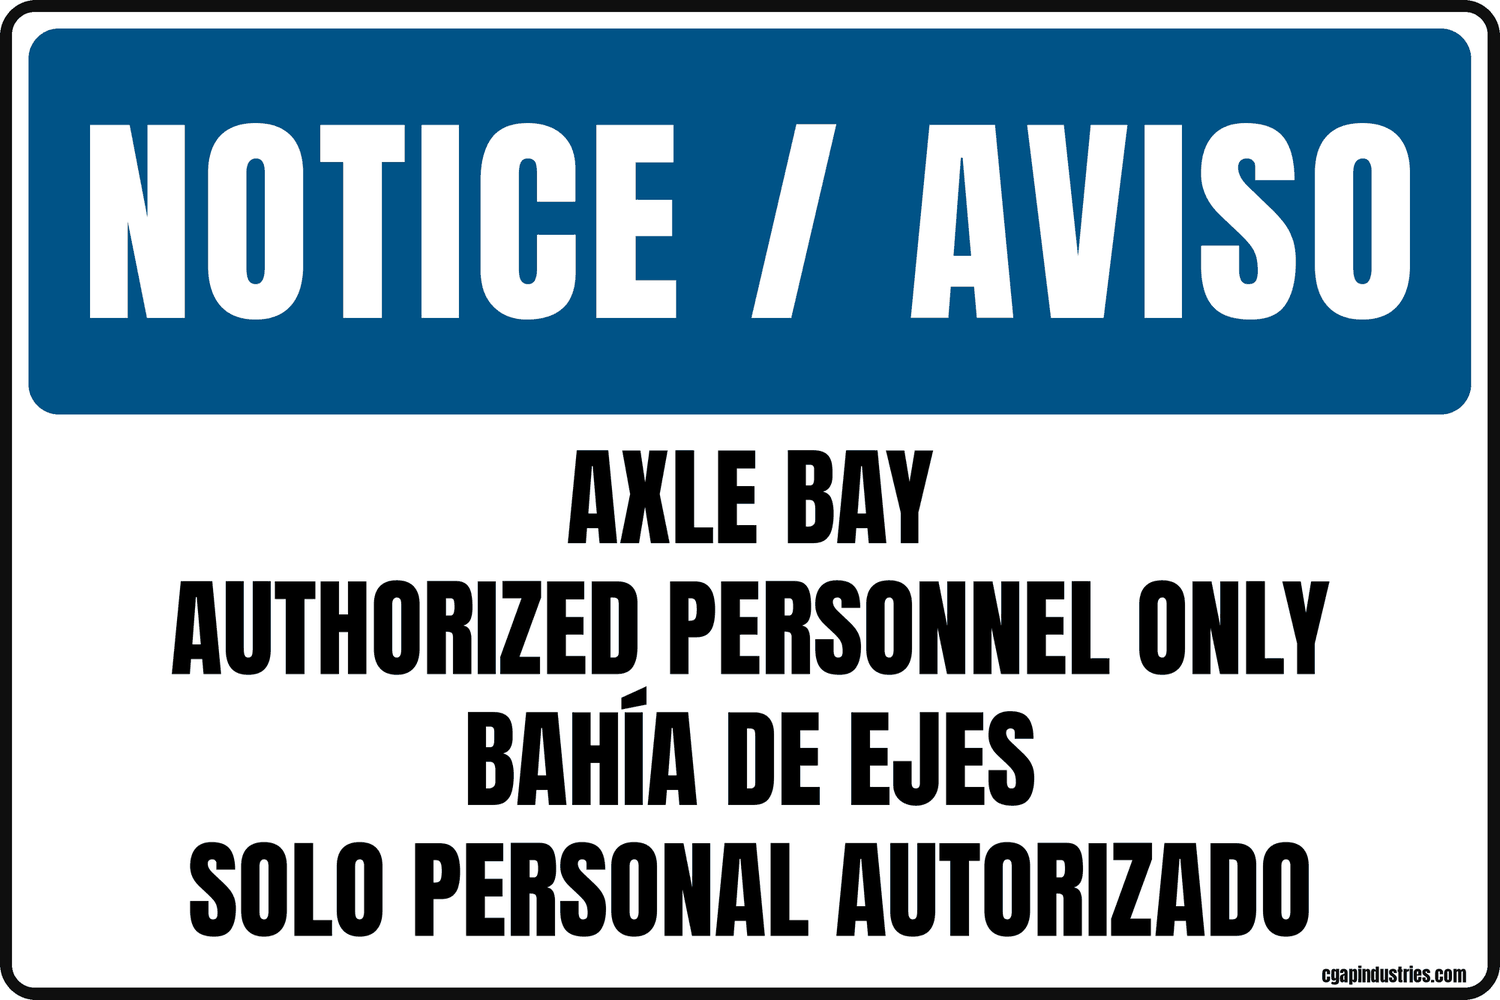 NOTICE / AVISO
AXLE BAY
AUTHORIZED PERSONNEL ONLY
BAHÍA DE EJES
SOLO PERSONAL AUTORIZADO
cgapindustries.com